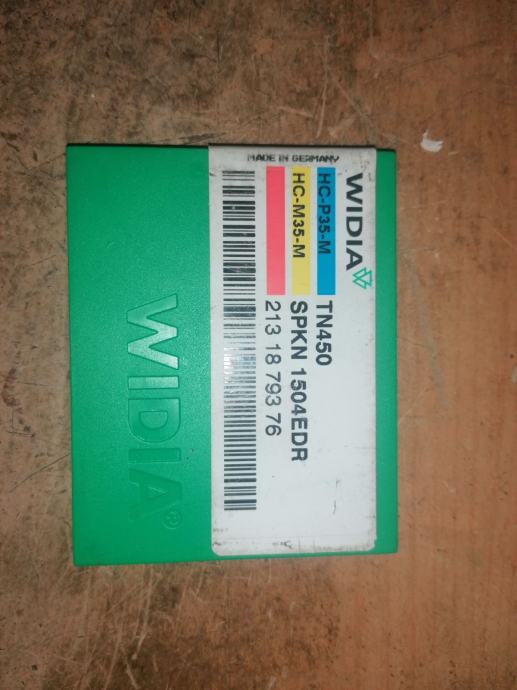 WIDIA
HC-P35-M TN450
HC-M35-M SPKN 1504EDR
213 18 793 76
MADE IN GERMANY
WIDIA®